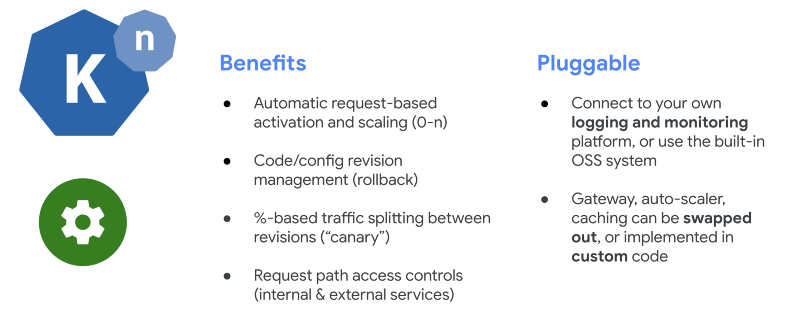 K
n
Benefits
● Automatic request-based
activation and scaling (0-n)
● Code/config revision
management (rollback)
● %-based traffic splitting between
revisions (“canary”)
● Request path access controls
(internal & external services)
Pluggable
● Connect to your own
logging and monitoring
platform, or use the built-in
OSS system
● Gateway, auto-scaler,
caching can be swapped
out, or implemented in
custom code